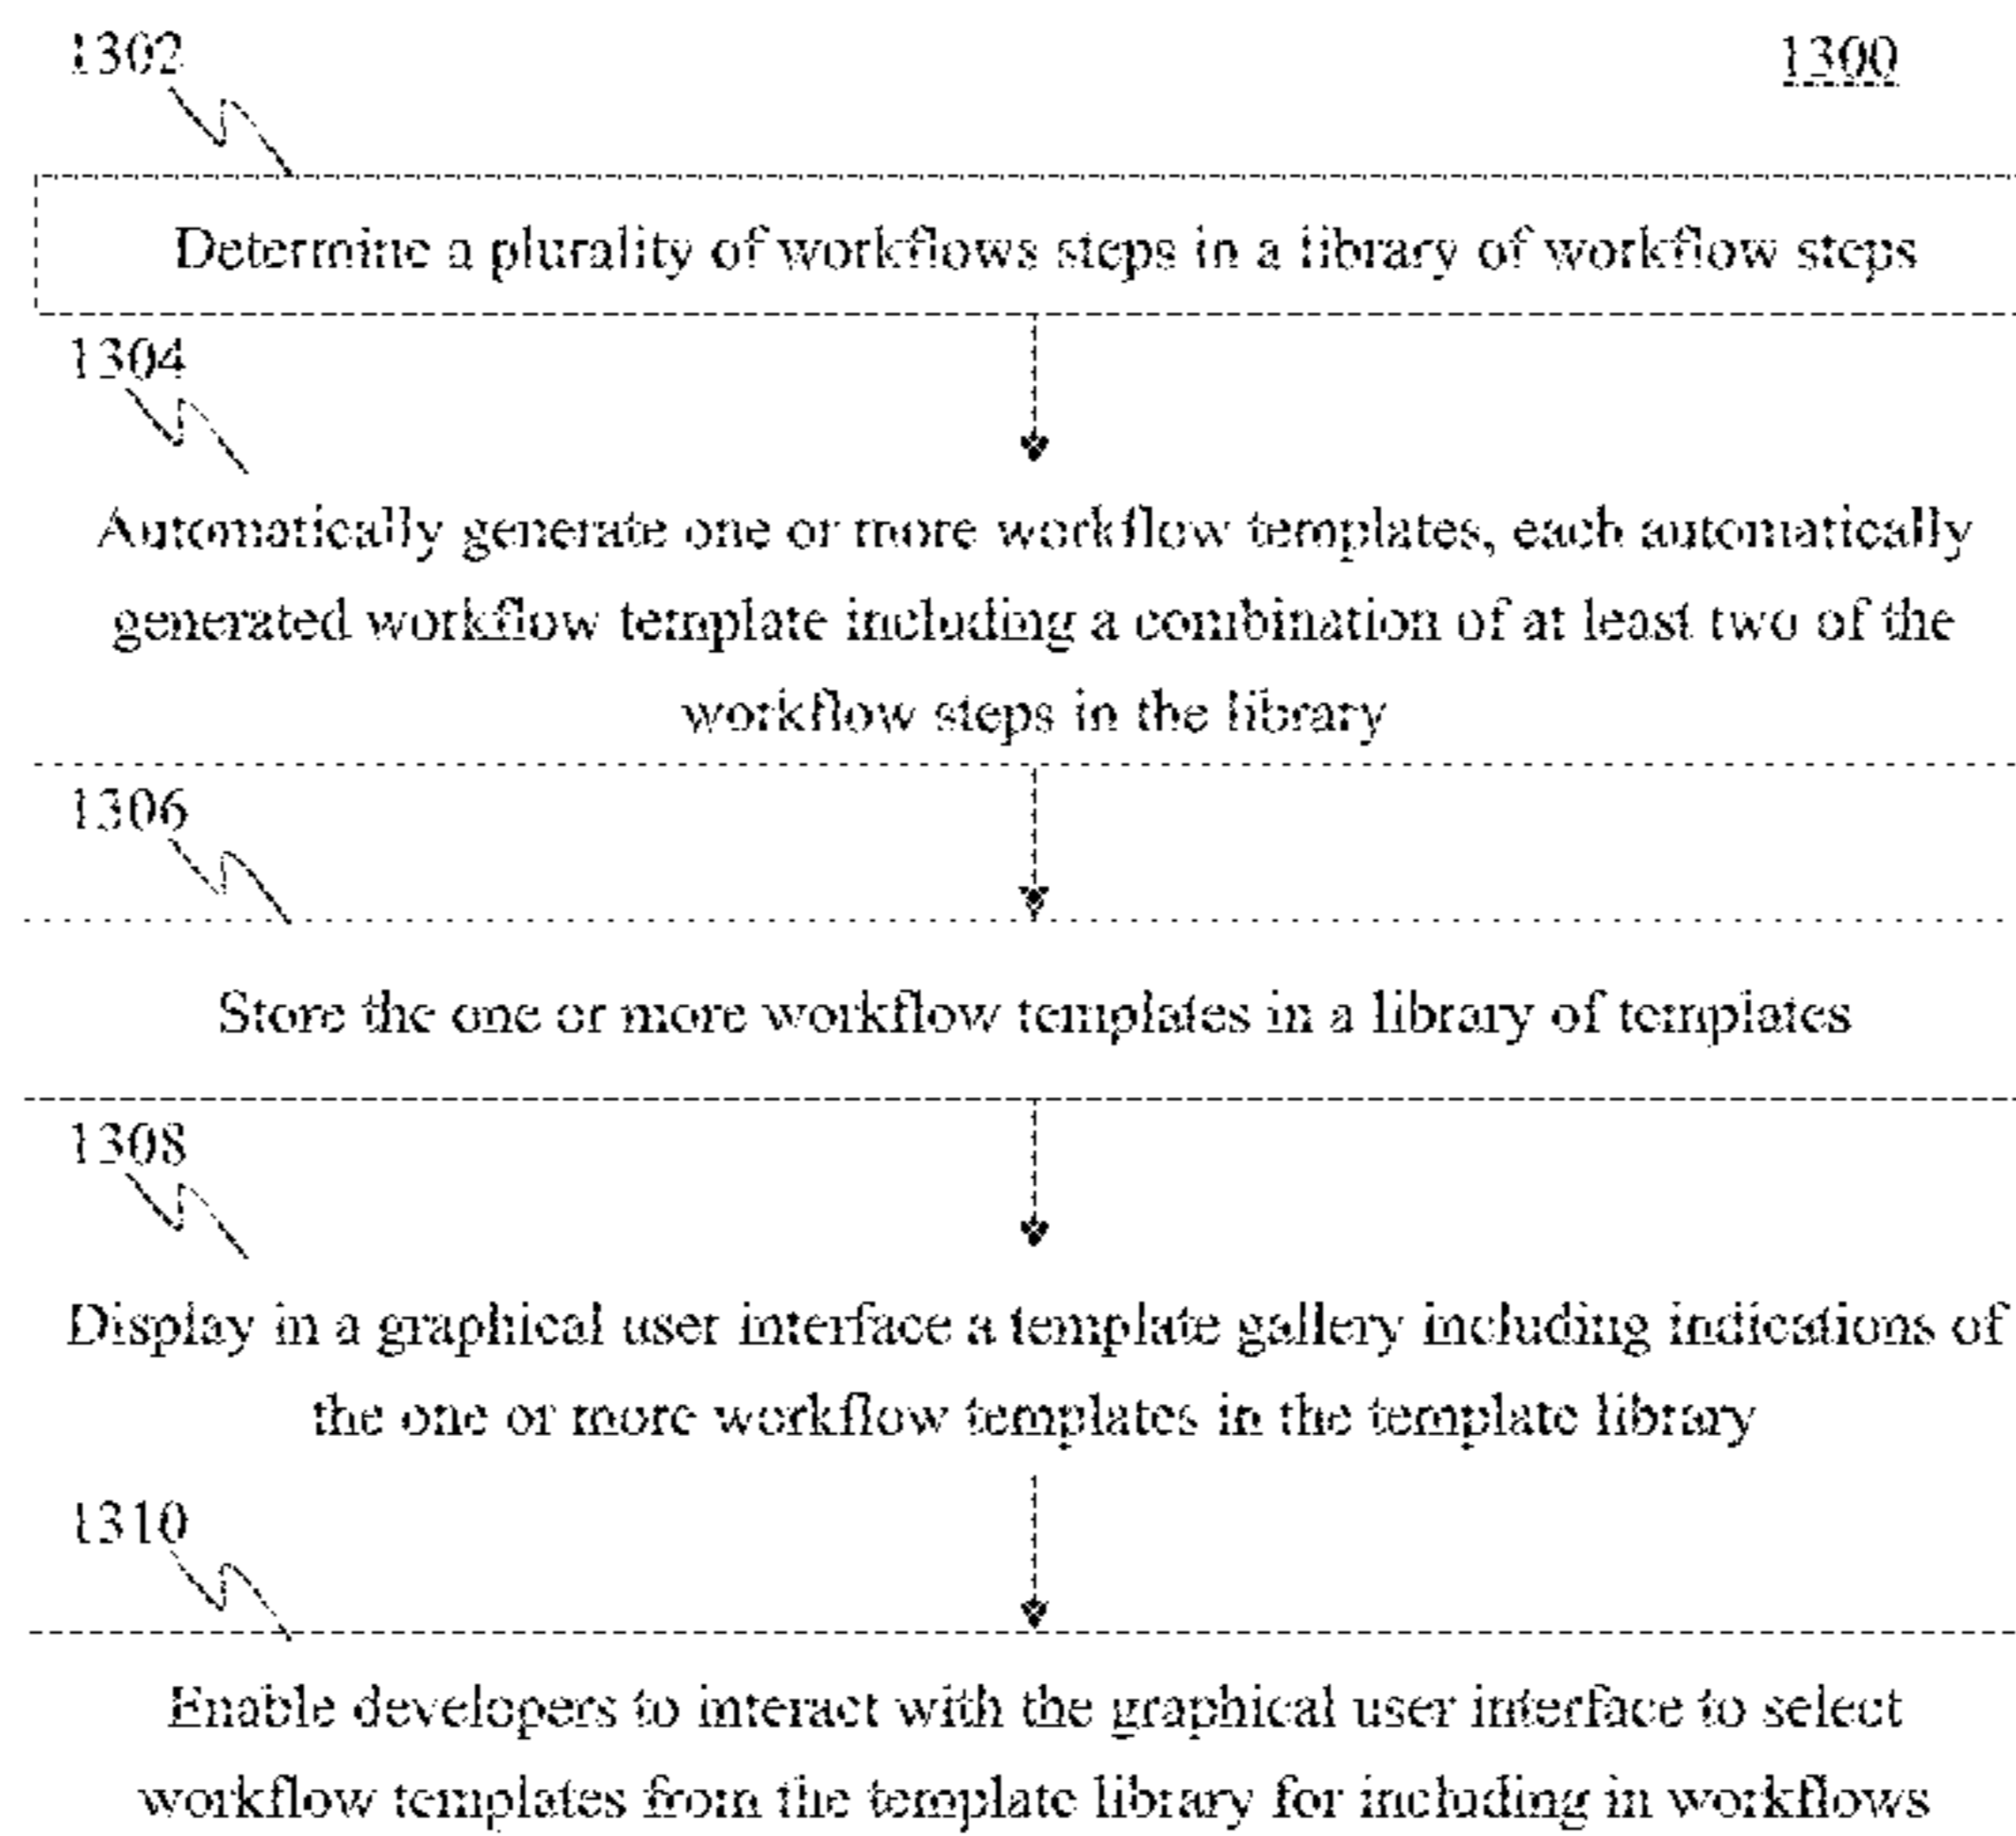 1302
1300
Determine a plurality of workflows steps in a library of workflow steps
1304
Automatically generate one or more workflow templates, each automatically
generated workflow template including a combination of at least two of the
workflow steps in the library
1306
Store the one or more workflow templates in a library of templates
1308
Display in a graphical user interface a template gallery including indications of
the one or more workflow templates in the template library
1310
Enable developers to interact with the graphical user interface to select
workflow templates from the template library for including in workflows